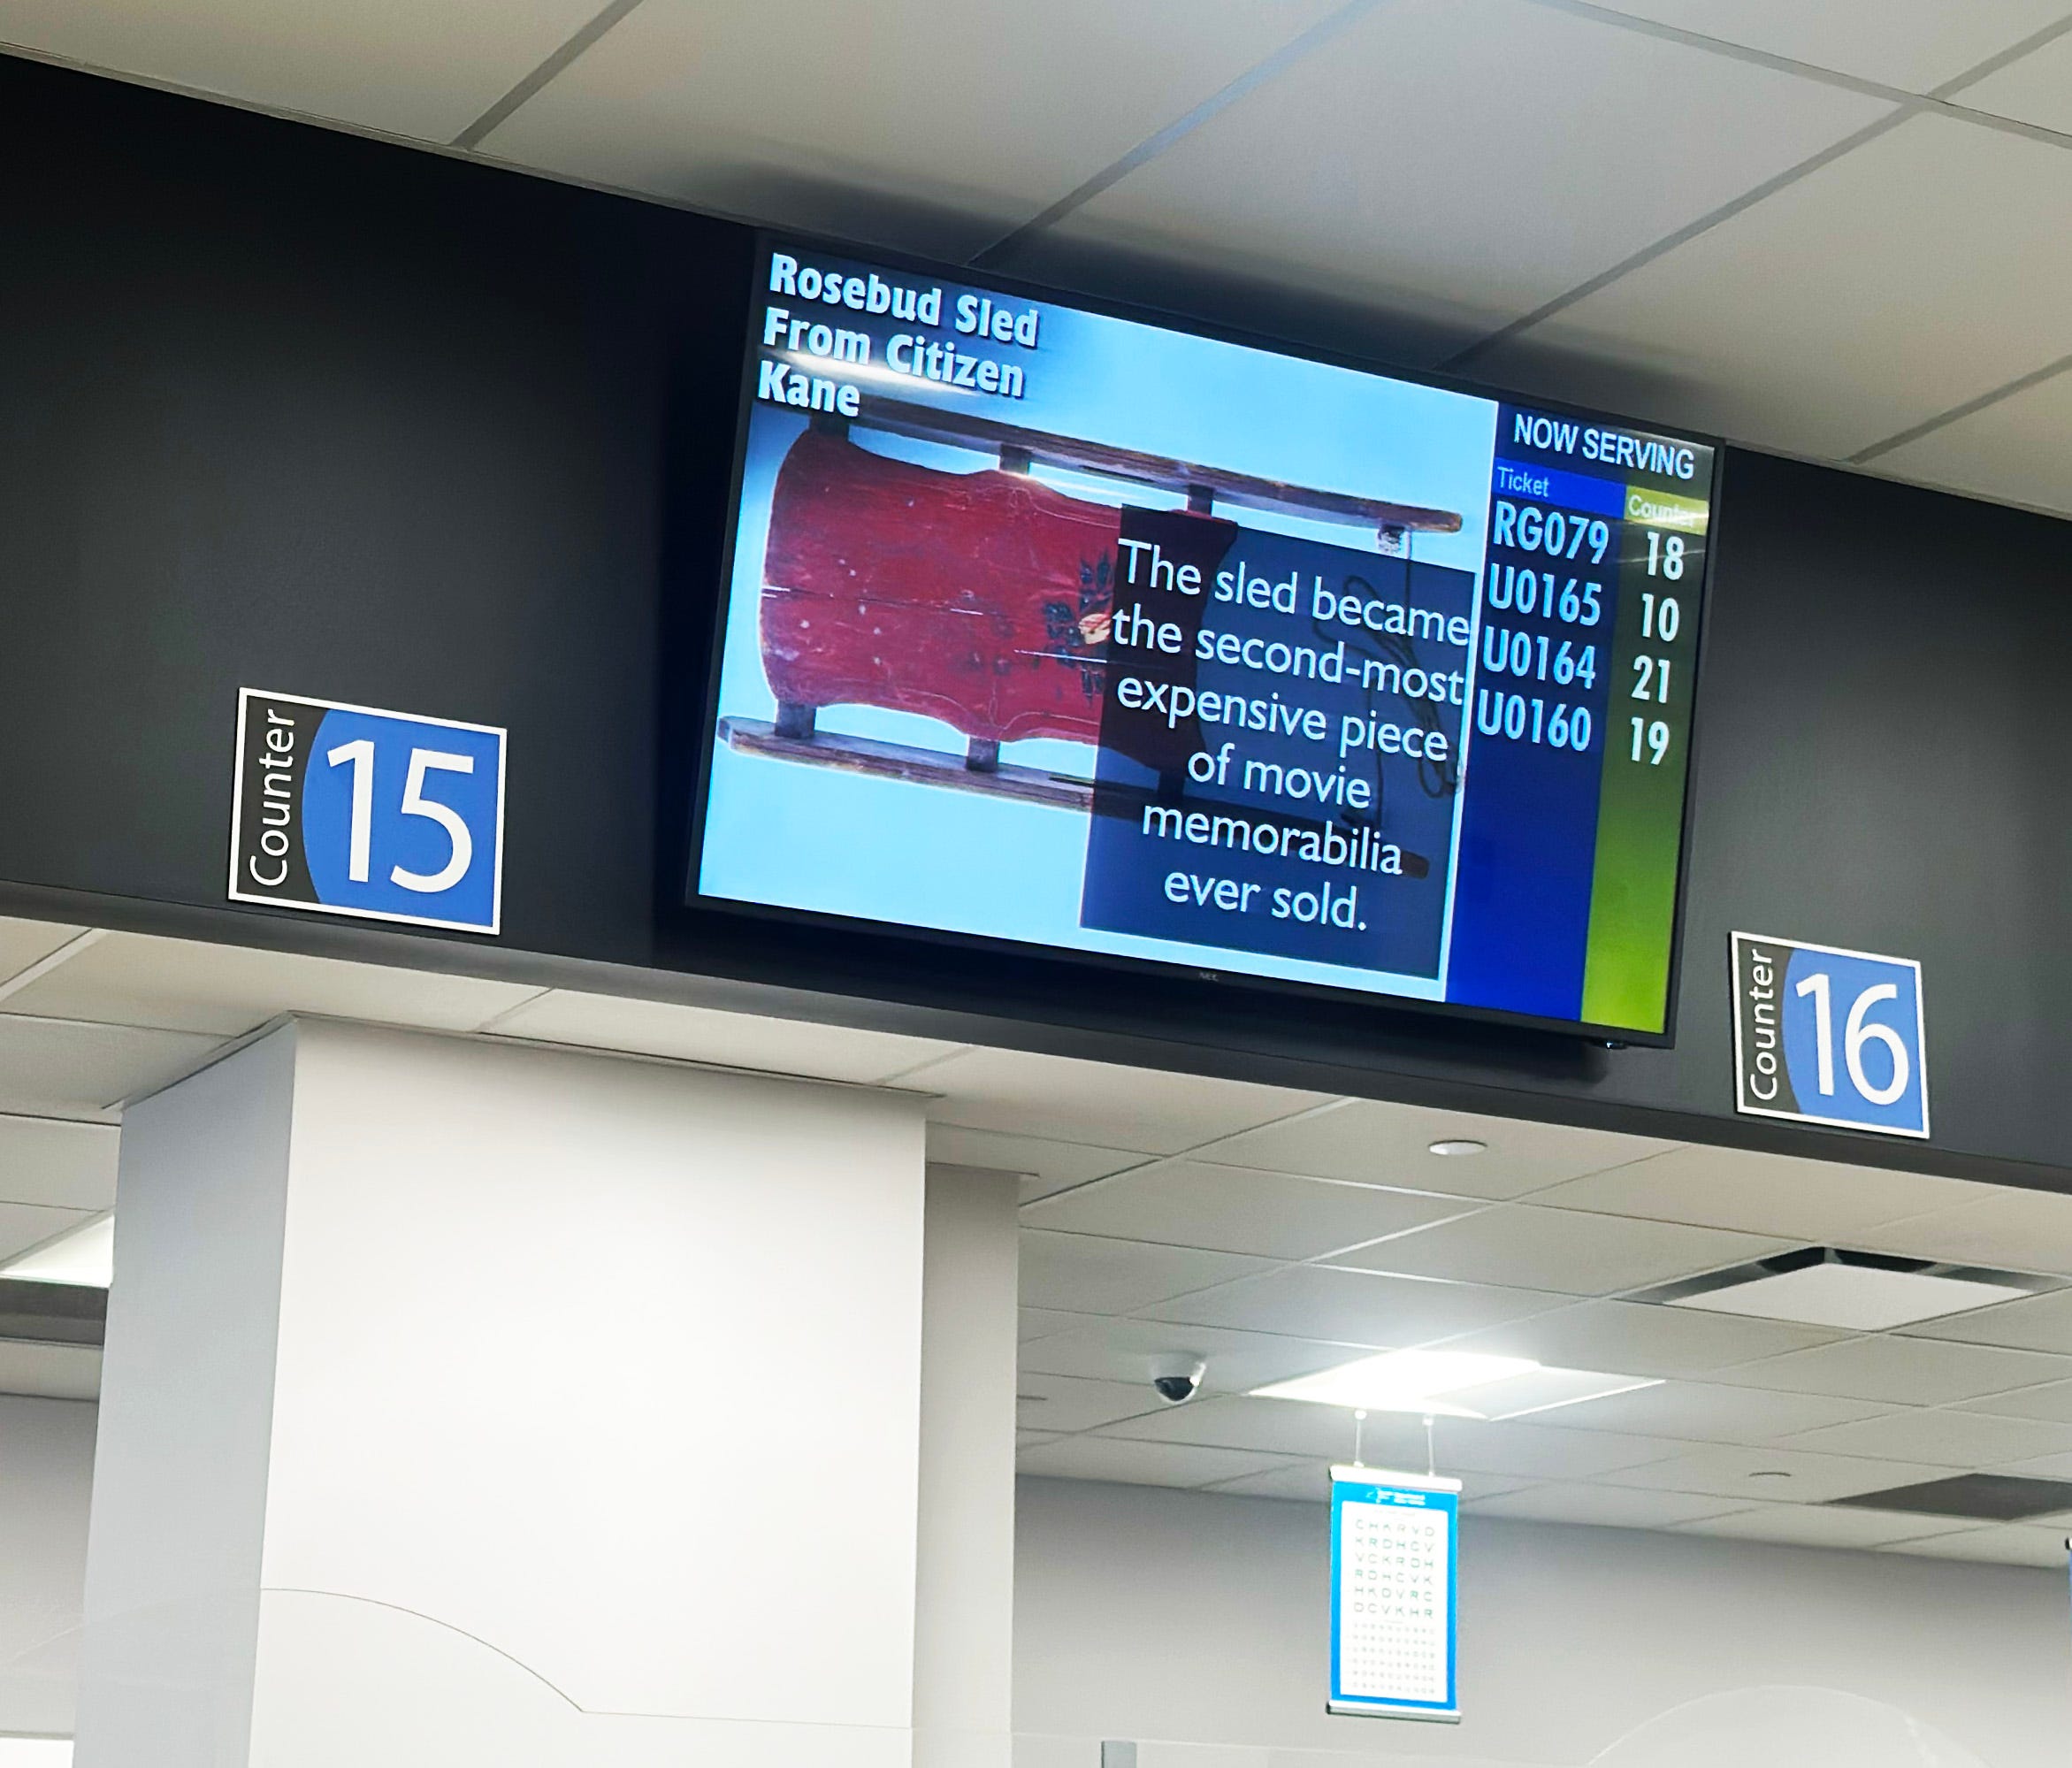 Rosebud Sled
From Citizen
Kane
The sled became
the second-most
expensive piece
of movie
memorabilia
ever sold.
NOW SERVING
Ticket Counter
RG079 18
U0165 10
U0164 21
U0160 19
NEC
Counter 15
Counter 16
C H K R V D
K R D H C V
V C K R D H
R D H C V K
H K D V R C
D C V K H R